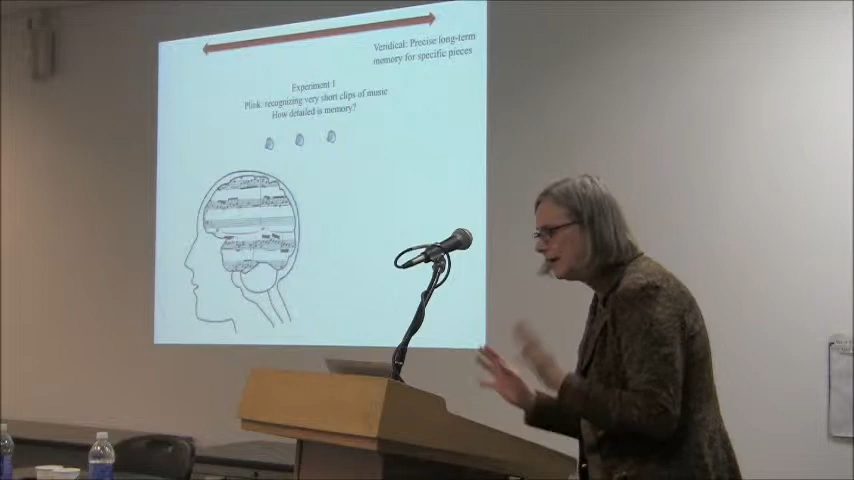 Veridical: Precise long-term
memory for specific pieces
Experiment 1
Plink: recognizing very short clips of music
How detailed is memory?